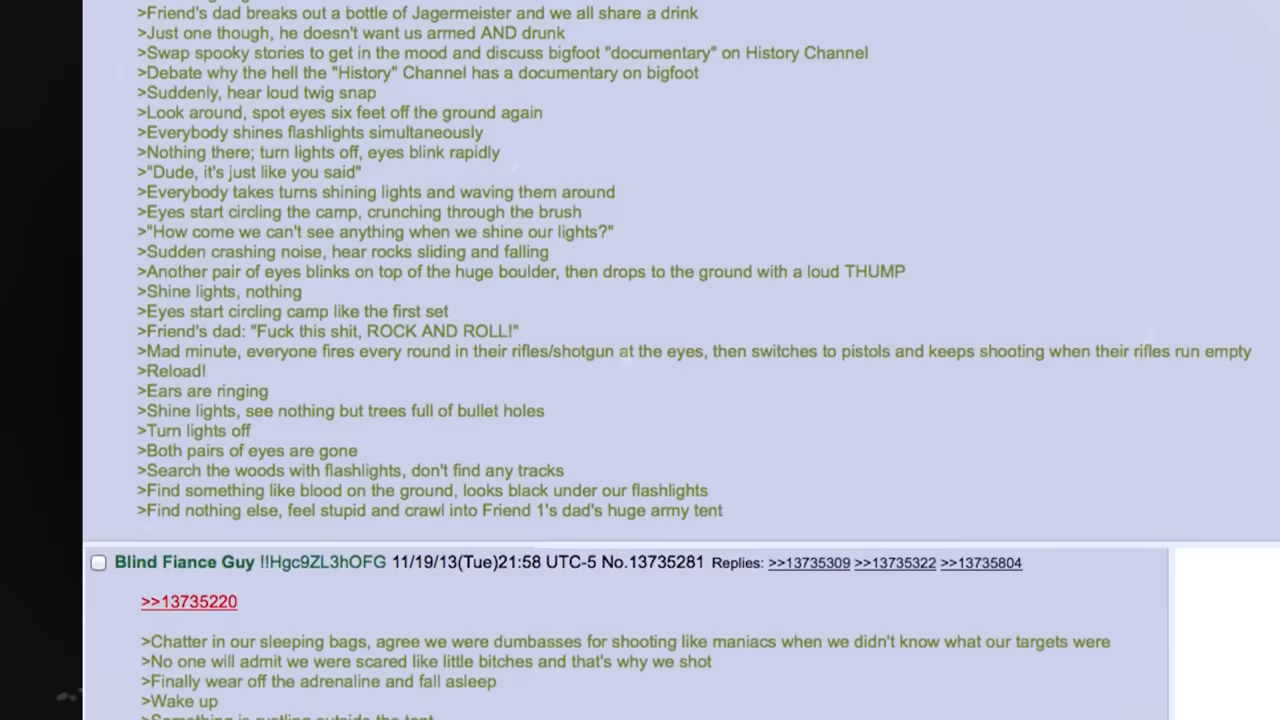 >Friend's dad breaks out a bottle of Jagermeister and we all share a drink
>Just one though, he doesn't want us armed AND drunk
>Swap spooky stories to get in the mood and discuss bigfoot "documentary" on History Channel
>Debate why the hell the "History" Channel has a documentary on bigfoot
>Suddenly, hear loud twig snap
>Look around, spot eyes six feet off the ground again
>Everybody shines flashlights simultaneously
>Nothing there; turn lights off, eyes blink rapidly
>"Dude, it's just like you said"
>Everybody takes turns shining lights and waving them around
>Eyes start circling the camp, crunching through the brush
>"How come we can't see anything when we shine our lights?"
>Sudden crashing noise, hear rocks sliding and falling
>Another pair of eyes blinks on top of the huge boulder, then drops to the ground with a loud THUMP
>Shine lights, nothing
>Eyes start circling camp like the first set
>Friend's dad: "Fuck this shit, ROCK AND ROLL!"
>Mad minute, everyone fires every round in their rifles/shotgun at the eyes, then switches to pistols and keeps shooting when their rifles run empty
>Reload!
>Ears are ringing
>Shine lights, see nothing but trees full of bullet holes
>Turn lights off
>Both pairs of eyes are gone
>Search the woods with flashlights, don't find any tracks
>Find something like blood on the ground, looks black under our flashlights
>Find nothing else, feel stupid and crawl into Friend 1's dad's huge army tent
Blind Fiance Guy !!Hgc9ZL3hOFG 11/19/13(Tue)21:58 UTC-5 No.13735281 Replies: >>13735309 >>13735322 >>13735804
>>13735220
>Chatter in our sleeping bags, agree we were dumbasses for shooting like maniacs when we didn't know what our targets were
>No one will admit we were scared like little bitches and that's why we shot
>Finally wear off the adrenaline and fall asleep
>Wake up
>Something is rustling outside the tent